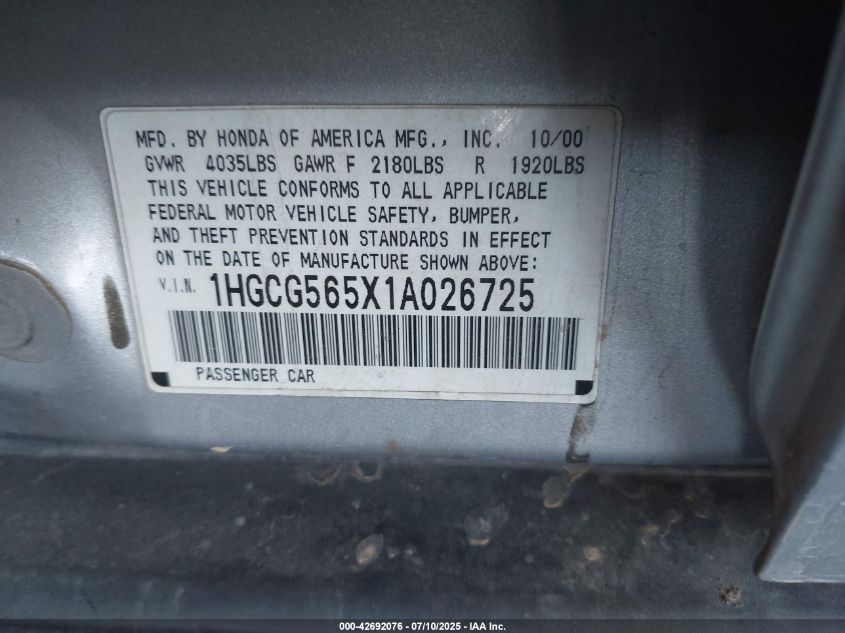 MFD. BY HONDA OF AMERICA MFG., INC. 10/00
GVWR 4035LBS GAWR F 2180LBS R 1920LBS
THIS VEHICLE CONFORMS TO ALL APPLICABLE
FEDERAL MOTOR VEHICLE SAFETY, BUMPER,
AND THEFT PREVENTION STANDARDS IN EFFECT
ON THE DATE OF MANUFACTURE SHOWN ABOVE:
V.I.N. 1HGCG565X1A026725
PASSENGER CAR
000-42692076 - 07/10/2025 - IAA Inc.